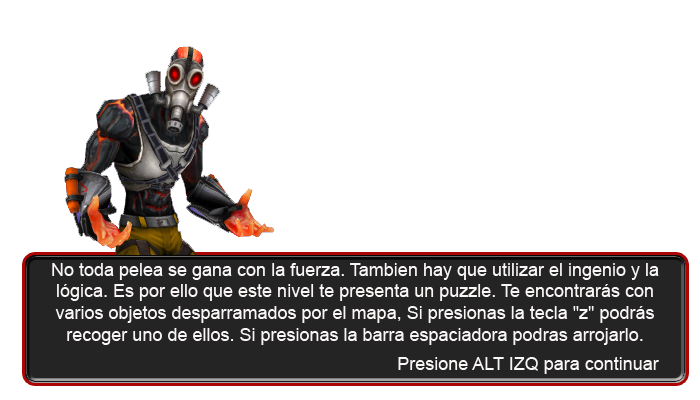 No toda pelea se gana con la fuerza. Tambien hay que utilizar el ingenio y la
lógica. Es por ello que este nivel te presenta un puzzle. Te encontrarás con
varios objetos desparramados por el mapa, Si presionas la tecla "z" podrás
recoger uno de ellos. Si presionas la barra espaciadora podras arrojarlo.
Presione ALT IZQ para continuar